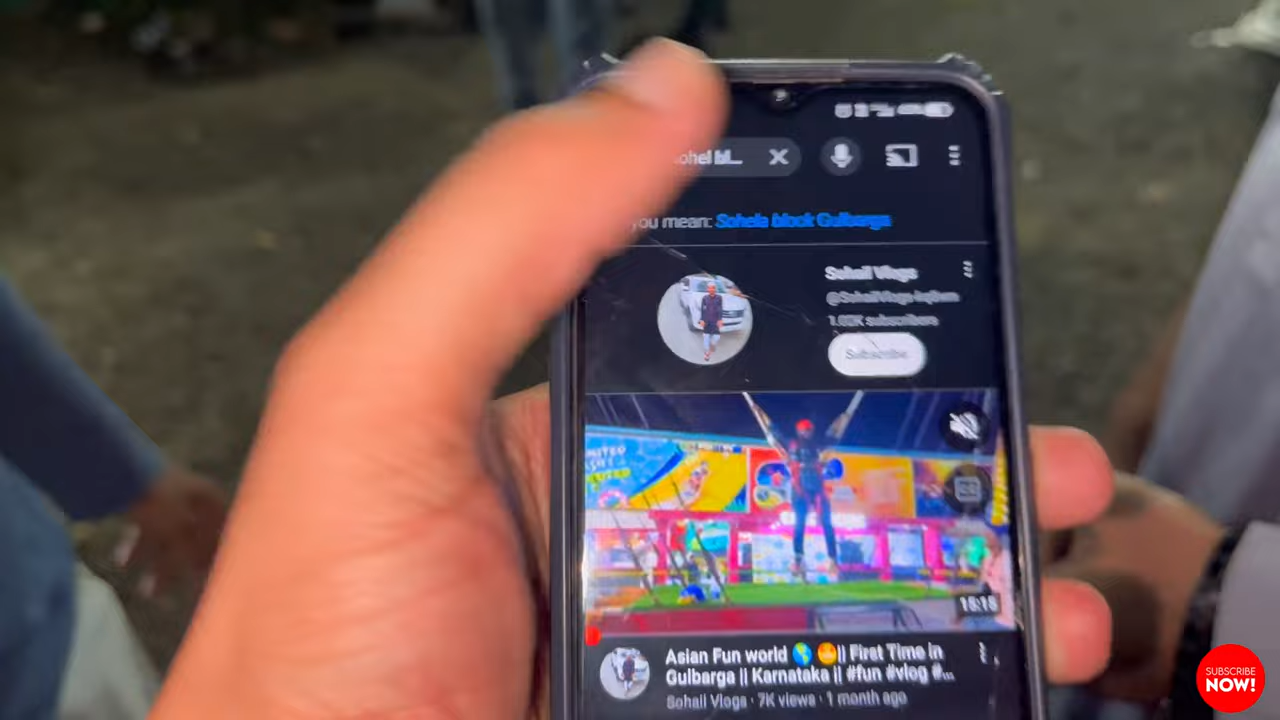 you mean: Sohela block Gulbarga
Sohail Vlogs
subscribers
Subscribe
15:15
Asian Fun world 🌎 😁|| First Time in
Gulbarga || Karnataka || #fun #vlog #...
Sohail Vlogs · 7K views · 1 month ago
SUBSCRIBE
NOW!